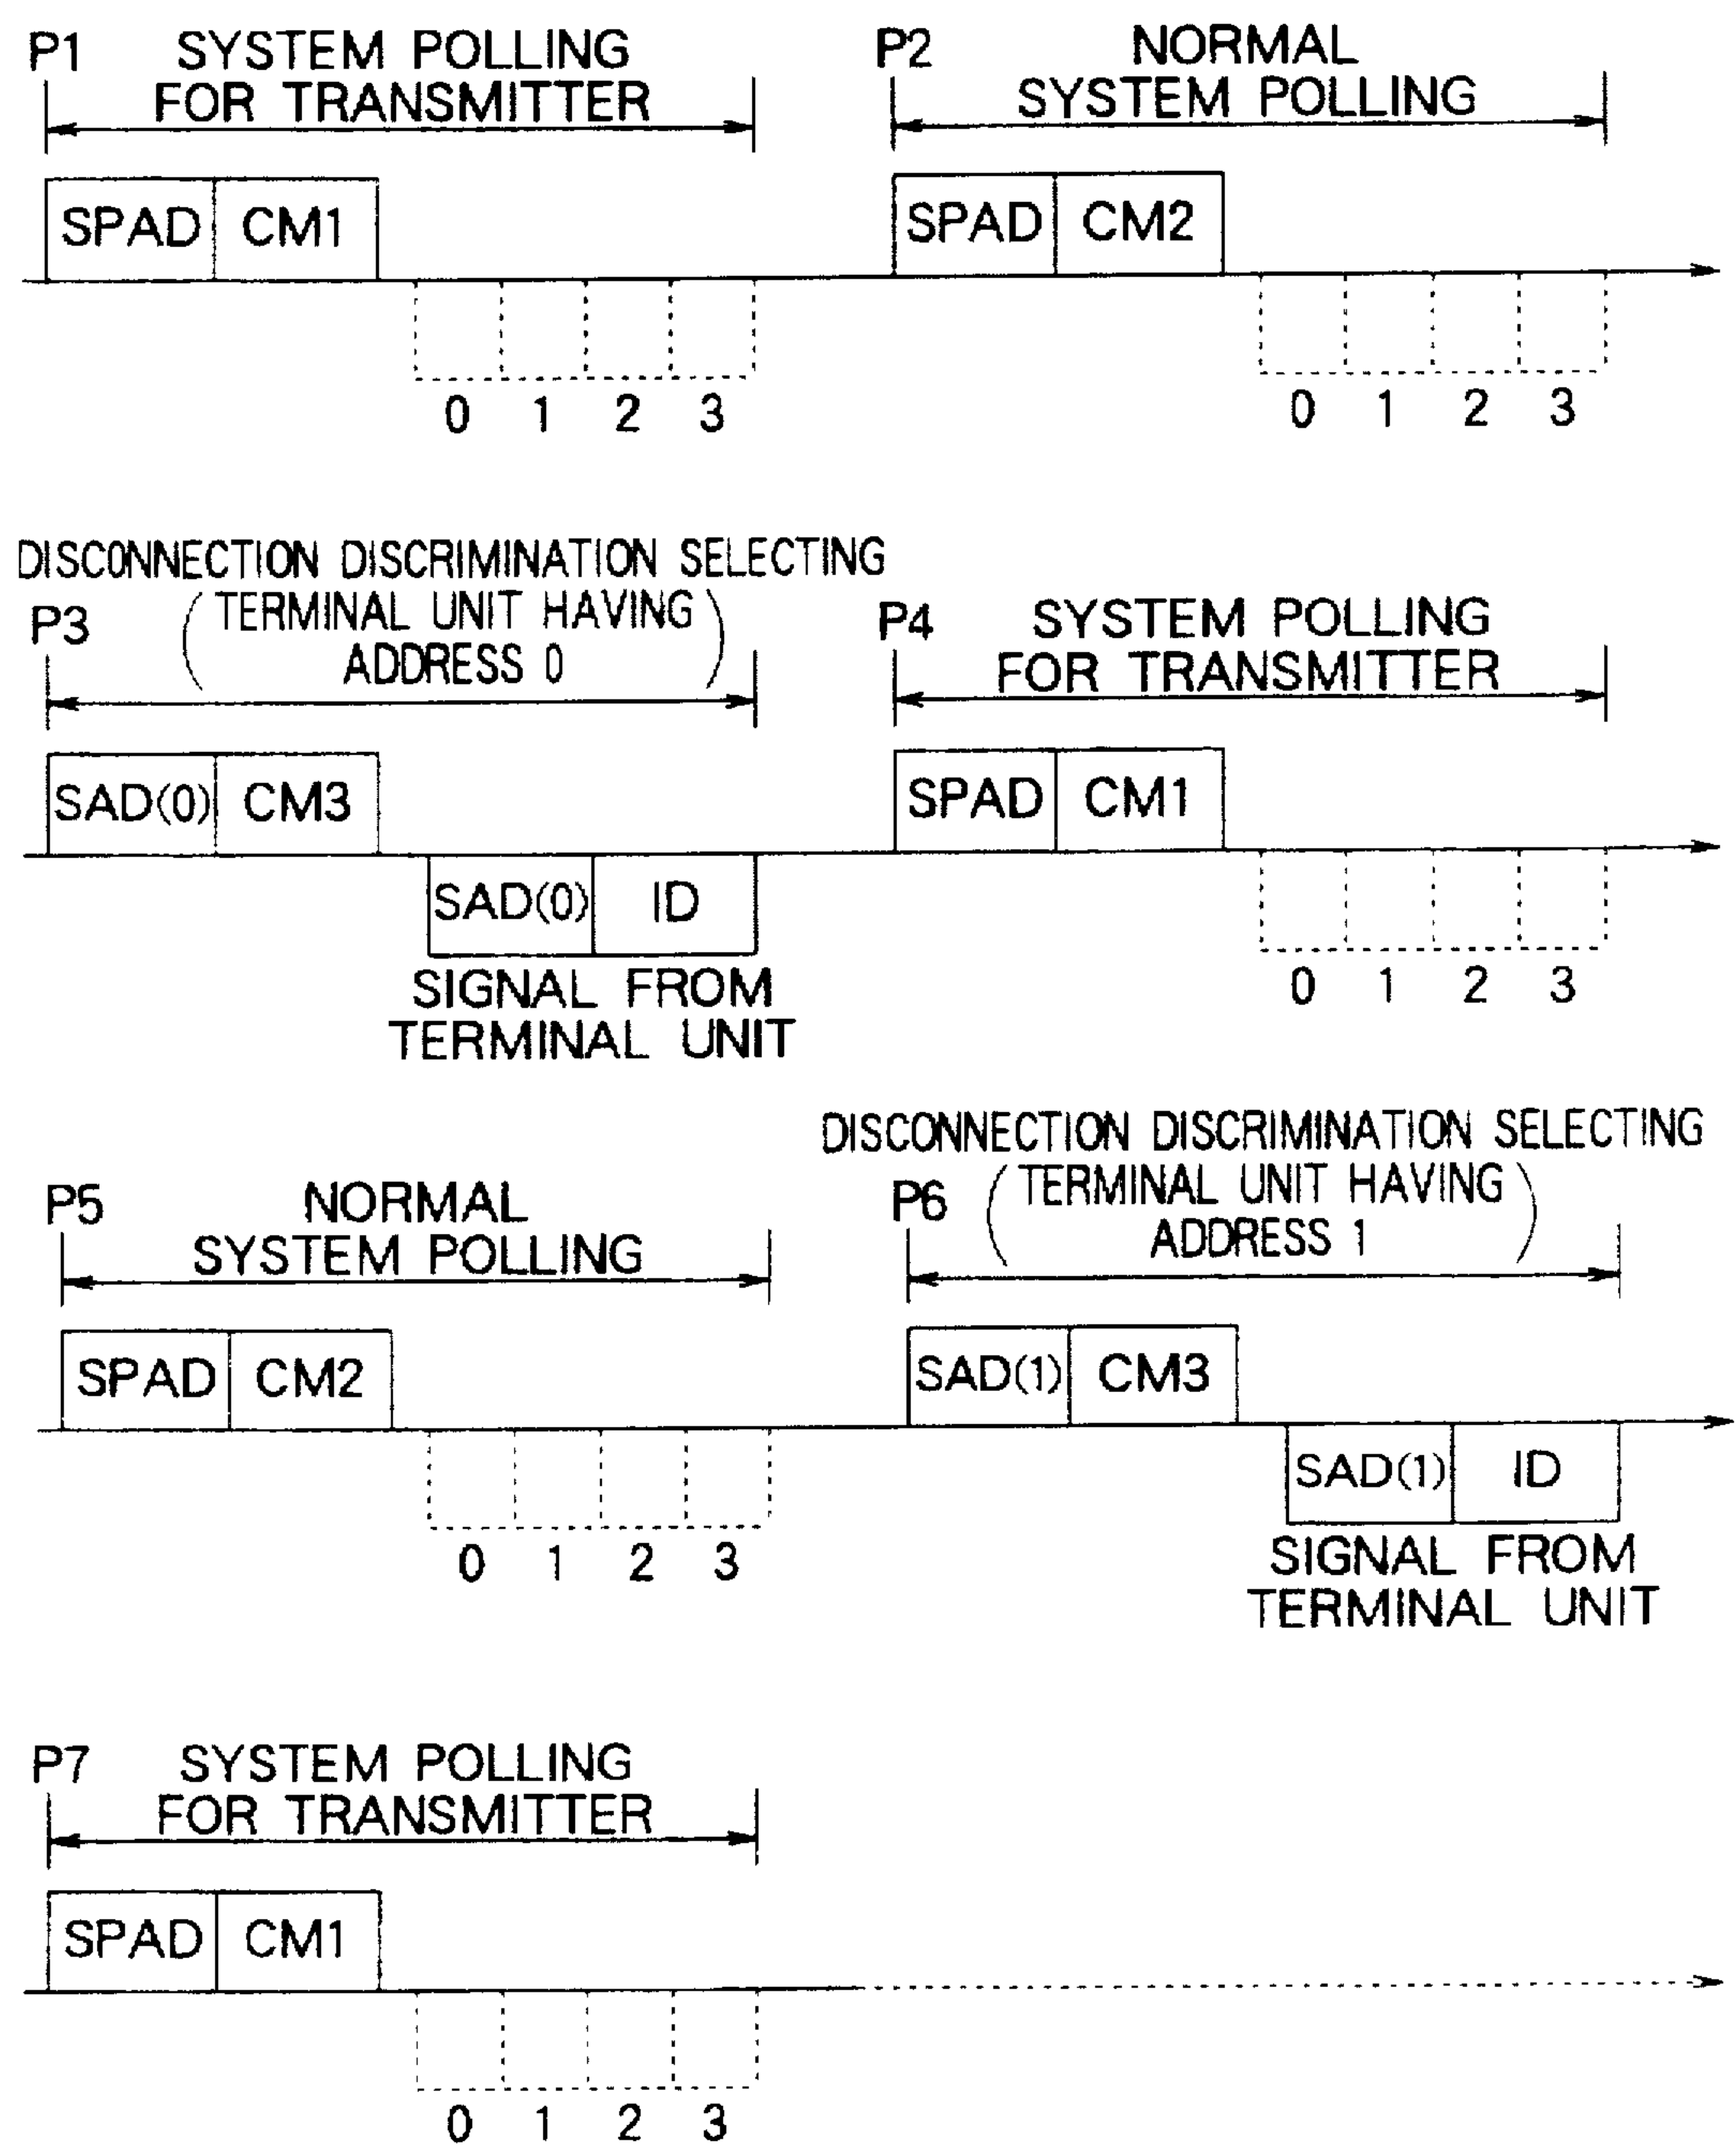 P1 SYSTEM POLLING
FOR TRANSMITTER
SPAD CM1
0 1 2 3
P2 NORMAL
SYSTEM POLLING
SPAD CM2
0 1 2 3
DISCONNECTION DISCRIMINATION SELECTING
P3 (TERMINAL UNIT HAVING
ADDRESS 0)
SAD(0) CM3
SAD(0) ID
SIGNAL FROM
TERMINAL UNIT
P4 SYSTEM POLLING
FOR TRANSMITTER
SPAD CM1
0 1 2 3
P5 NORMAL
SYSTEM POLLING
SPAD CM2
0 1 2 3
DISCONNECTION DISCRIMINATION SELECTING
P6 (TERMINAL UNIT HAVING
ADDRESS 1)
SAD(1) CM3
SAD(1) ID
SIGNAL FROM
TERMINAL UNIT
P7 SYSTEM POLLING
FOR TRANSMITTER
SPAD CM1
0 1 2 3